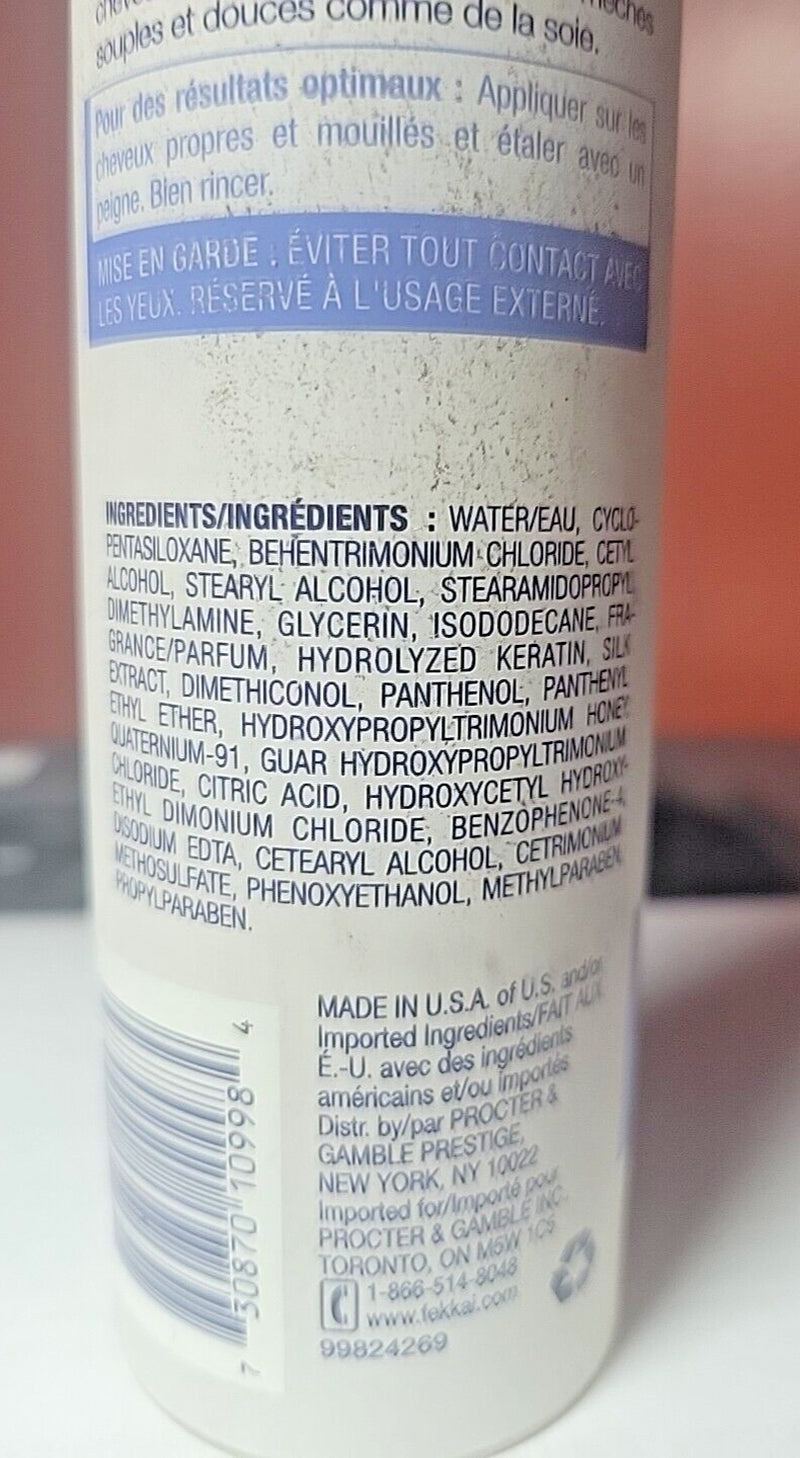 souples et douces comme de la soie.
Pour des résultats optimaux : Appliquer sur les
cheveux propres et mouillés et étaler avec un
peigne. Bien rincer.
MISE EN GARDE : ÉVITER TOUT CONTACT AVEC
LES YEUX. RÉSERVÉ À L'USAGE EXTERNE.
INGREDIENTS/INGRÉDIENTS : WATER/EAU, CYCLO-
PENTASILOXANE, BEHENTRIMONIUM CHLORIDE, CETYL
ALCOHOL, STEARYL ALCOHOL, STEARAMIDOPROPYL
DIMETHYLAMINE, GLYCERIN, ISODODECANE, FRA-
GRANCE/PARFUM, HYDROLYZED KERATIN, SILK
EXTRACT, DIMETHICONOL, PANTHENOL, PANTHENYL
ETHYL ETHER, HYDROXYPROPYLTRIMONIUM HONEY,
QUATERNIUM-91, GUAR HYDROXYPROPYLTRIMONIUM
CHLORIDE, CITRIC ACID, HYDROXYCETYL HYDROXY-
ETHYL DIMONIUM CHLORIDE, BENZOPHENONE-4,
DISODIUM EDTA, CETEARYL ALCOHOL, CETRIMONIUM
METHOSULFATE, PHENOXYETHANOL, METHYLPARABEN,
PROPYLPARABEN.
7 30870 10998 4
MADE IN U.S.A. of U.S. and/or
Imported Ingredients/FAIT AUX
É.-U. avec des ingrédients
américains et/ou importés
Distr. by/par PROCTER &
GAMBLE PRESTIGE,
NEW YORK, NY 10022
Imported for/Importé pour
PROCTER & GAMBLE INC.
TORONTO, ON M5W 1C5
1-866-514-8048
www.fekkai.com
99824269